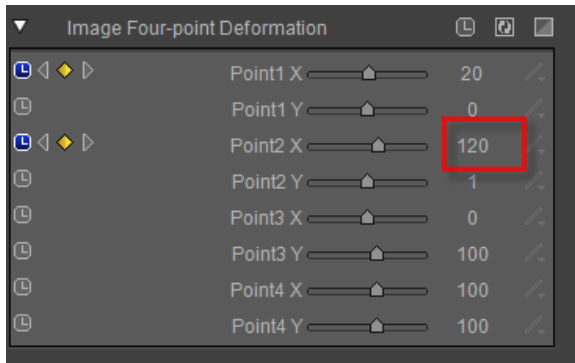 Image Four-point Deformation
Point1 X 20
Point1 Y 0
Point2 X 120
Point2 Y 1
Point3 X 0
Point3 Y 100
Point4 X 100
Point4 Y 100